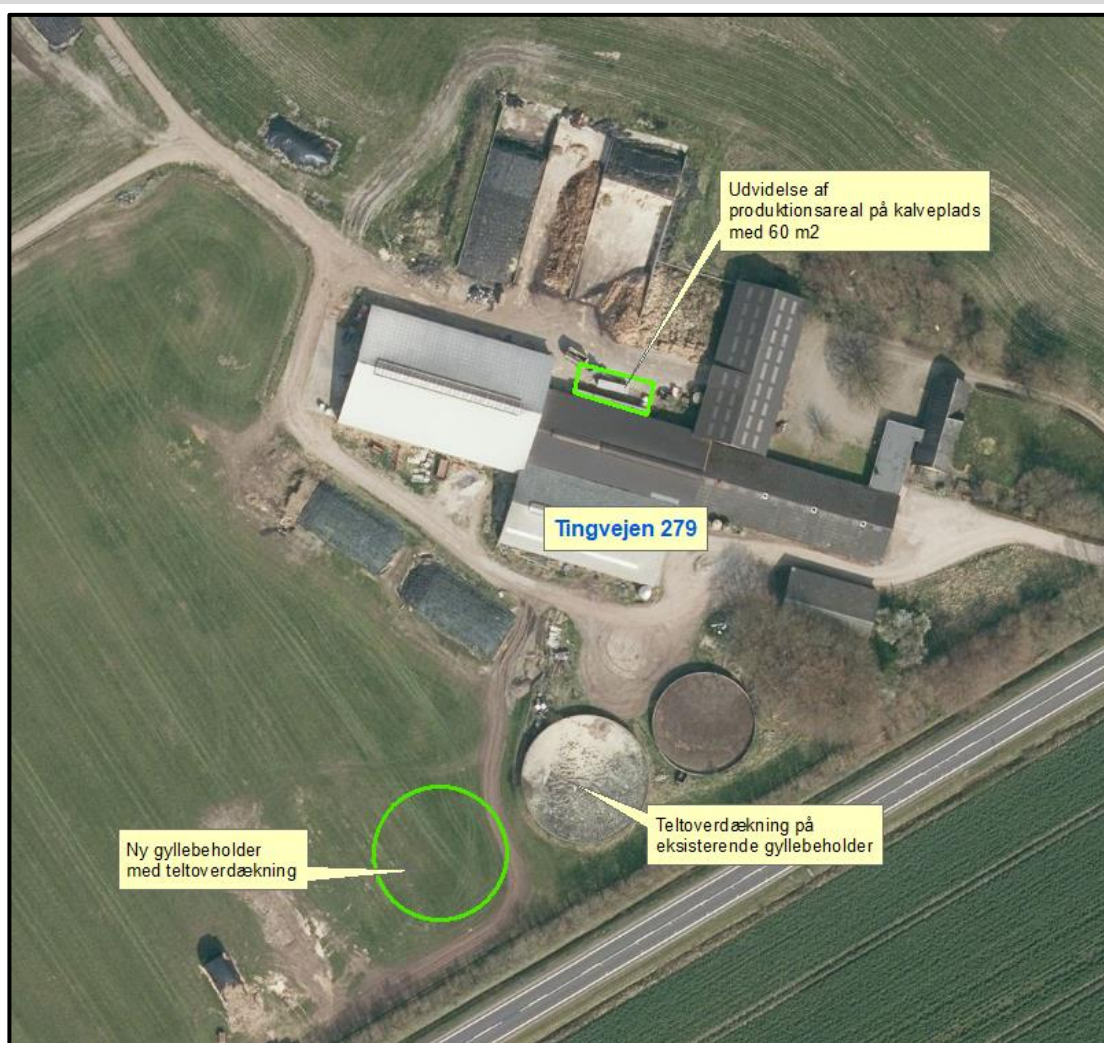 Udvidelse af
produktionsareal på kalveplads
med 60 m2
Tingvejen 279
Teltoverdækning på
eksisterende gyllebeholder
Ny gyllebeholder
med teltoverdækning